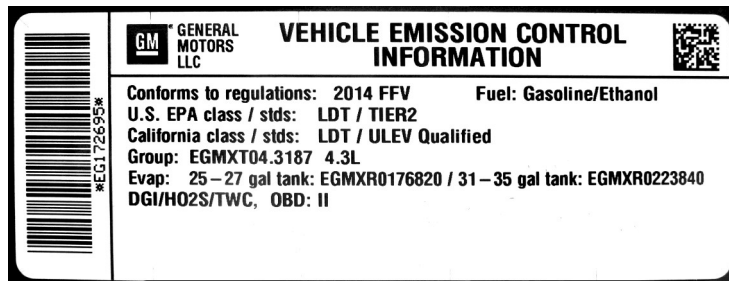 *EG172695*
GM
GENERAL
MOTORS
LLC
VEHICLE EMISSION CONTROL
INFORMATION
Conforms to regulations: 2014 FFV Fuel: Gasoline/Ethanol
U.S. EPA class / stds: LDT / TIER2
California class / stds: LDT / ULEV Qualified
Group: EGMXT04.3187 4.3L
Evap: 25–27 gal tank: EGMXR0176820 / 31–35 gal tank: EGMXR0223840
DGI/HO2S/TWC, OBD: II